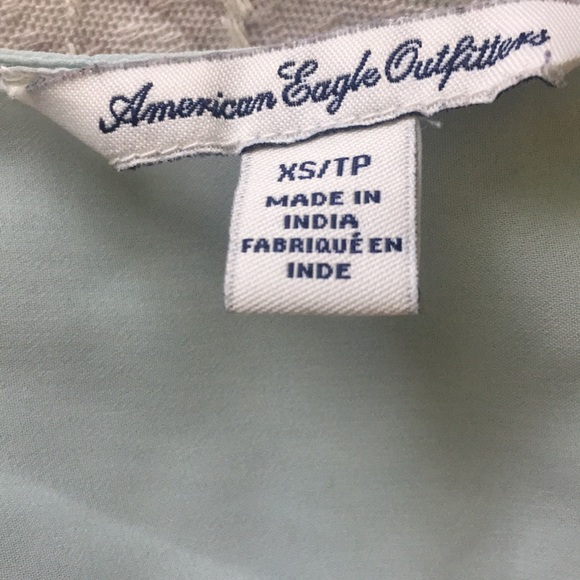 American Eagle Outfitters
XS/TP
MADE IN
INDIA
FABRIQUÉ EN
INDE